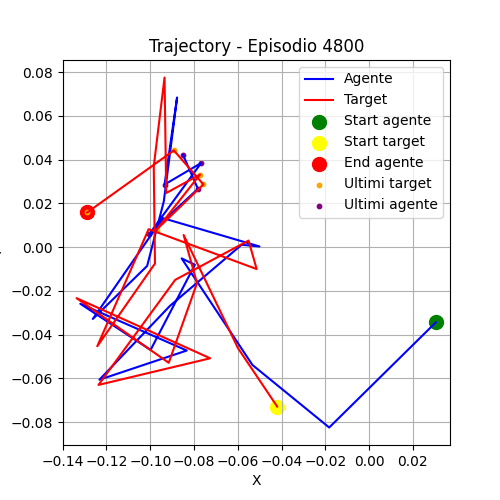 Trajectory - Episodio 4800
Agente
Target
Start agente
Start target
End agente
Ultimi target
Ultimi agente
0.08
0.06
0.04
0.02
0.00
−0.02
−0.04
−0.06
−0.08
−0.14 −0.12 −0.10 −0.08 −0.06 −0.04 −0.02 0.00 0.02
X